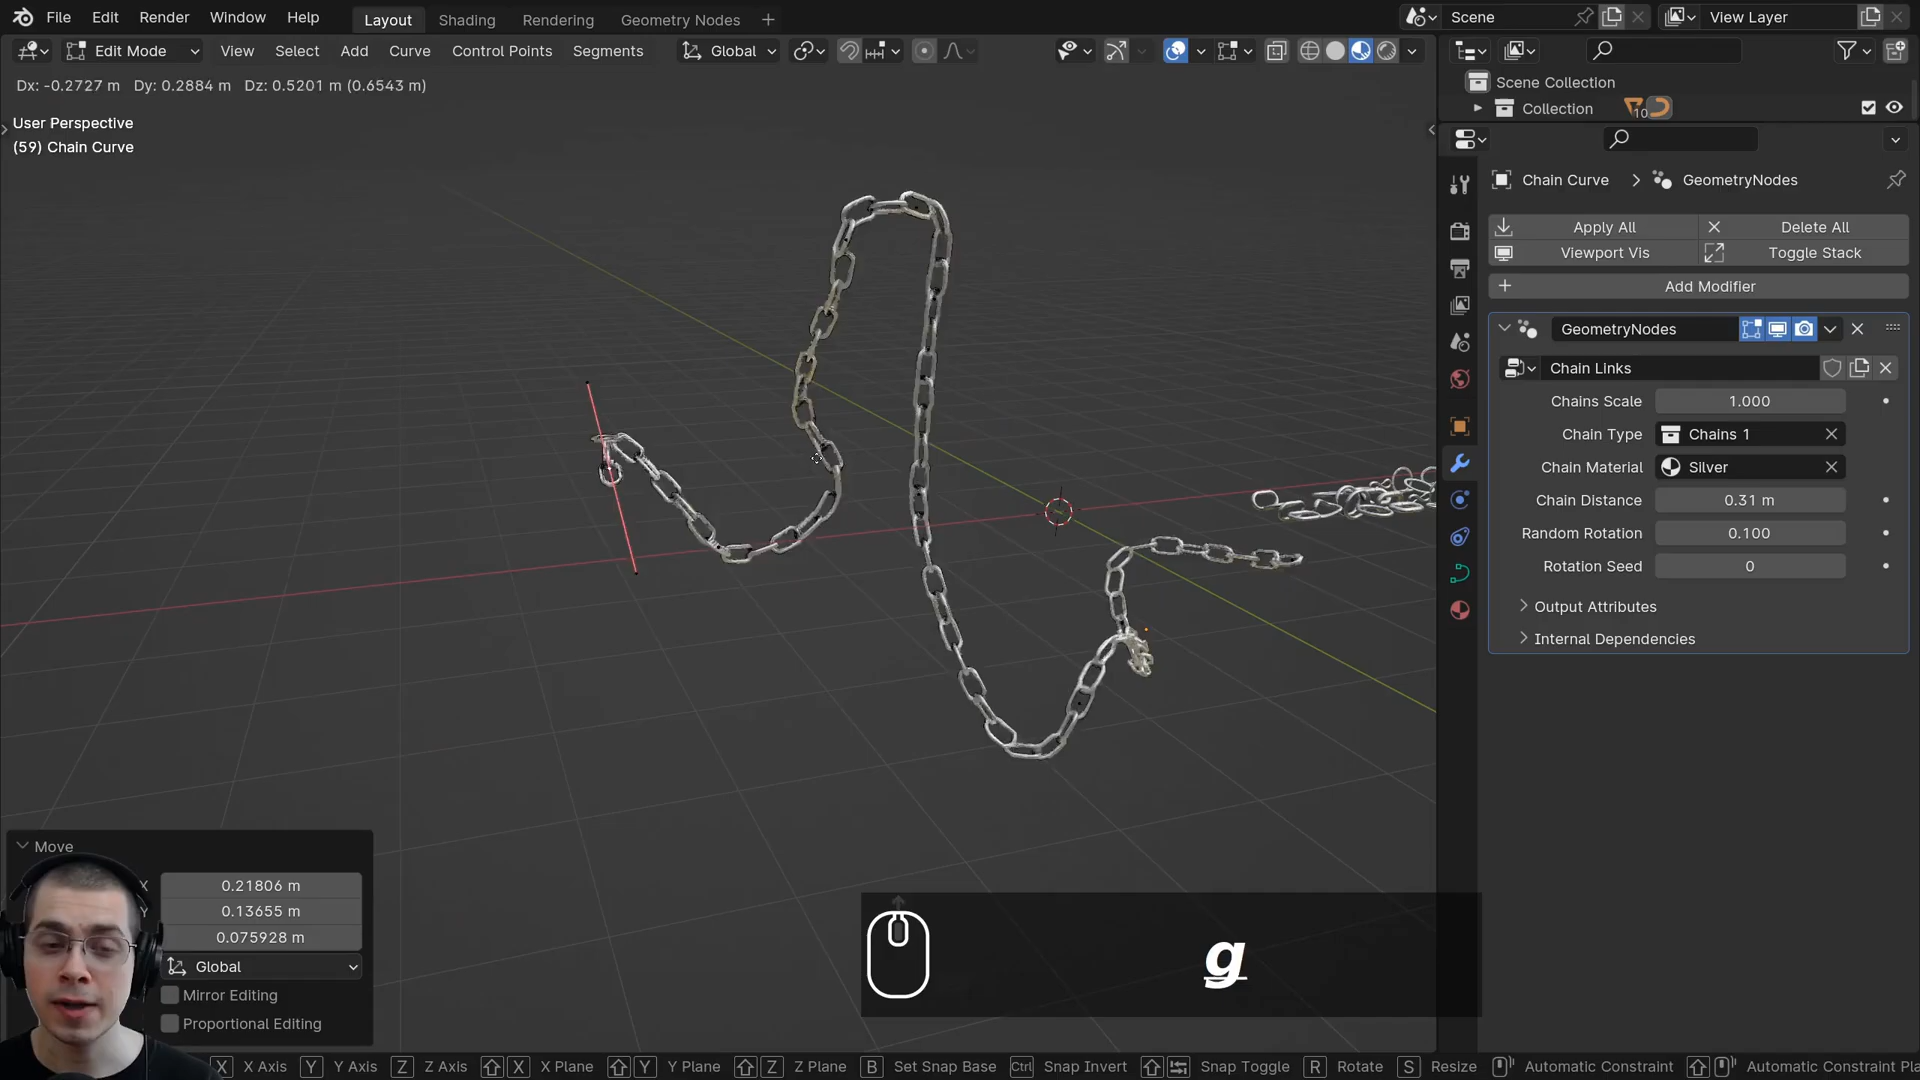 File Edit Render Window Help Layout Shading Rendering Geometry Nodes + Scene View Layer
Edit Mode View Select Add Curve Control Points Segments Global
Dx: -0.2727 m Dy: 0.2884 m Dz: 0.5201 m (0.6543 m)
User Perspective
(59) Chain Curve
Scene Collection
Collection 10
Chain Curve > GeometryNodes
Apply All Delete All
Viewport Vis Toggle Stack
+ Add Modifier
GeometryNodes
Chain Links
Chains Scale 1.000
Chain Type Chains 1
Chain Material Silver
Chain Distance 0.31 m
Random Rotation 0.100
Rotation Seed 0
Output Attributes
Internal Dependencies
Move
X 0.21806 m
Y 0.13655 m
0.075928 m
Global
Mirror Editing
Proportional Editing
g
X X Axis Y Y Axis Z Z Axis X X Plane Y Y Plane Z Z Plane B Set Snap Base Ctrl Snap Invert Snap Toggle R Rotate S Resize Automatic Constraint Automatic Constraint Pla